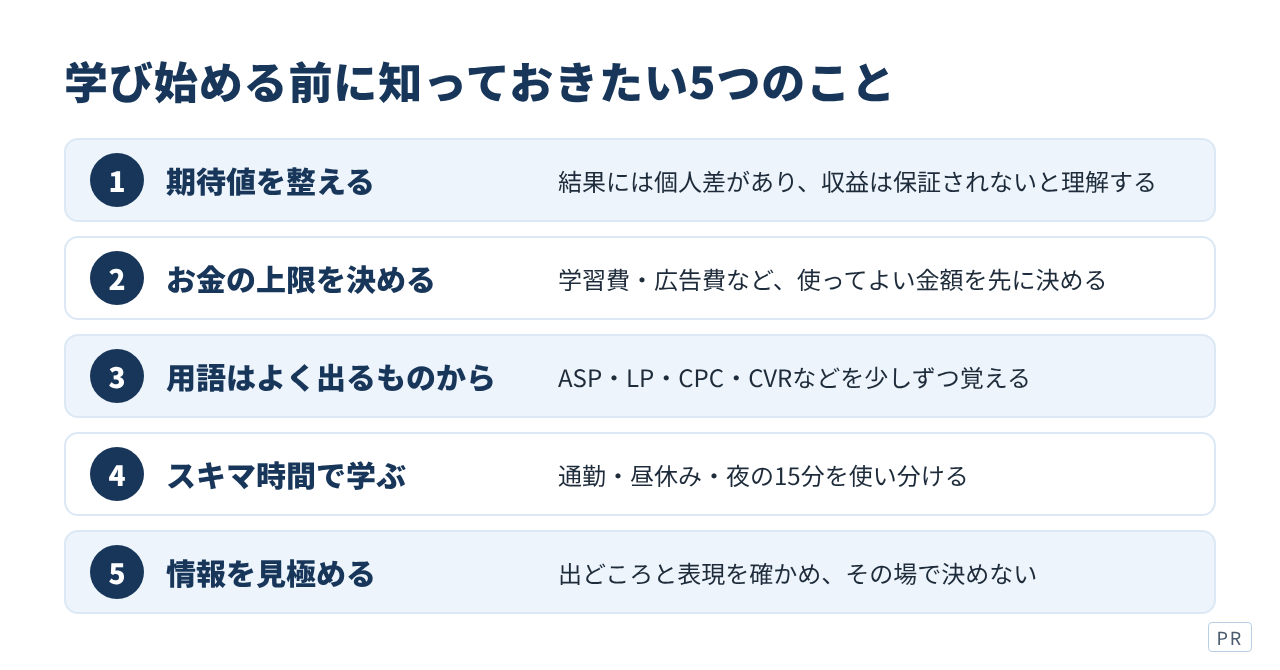 学び始める前に知っておきたい5つのこと
1 期待値を整える 結果には個人差があり、収益は保証されないと理解する
2 お金の上限を決める 学習費・広告費など、使ってよい金額を先に決める
3 用語はよく出るものから ASP・LP・CPC・CVRなどを少しずつ覚える
4 スキマ時間で学ぶ 通勤・昼休み・夜の15分を使い分ける
5 情報を見極める 出どころと表現を確かめ、その場で決めない
PR